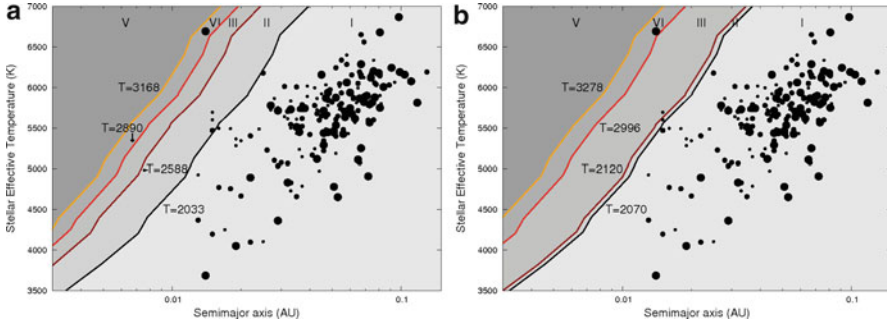 a
V VI III II I
7000
6500
6000
5500
5000
4500
4000
3500
Stellar Effective Temperature (K)
T=3168
T=2890
T=2588
T=2033
0.01 0.1
Semimajor axis (AU)
b
V VI III II I
7000
6500
6000
5500
5000
4500
4000
3500
Stellar Effective Temperature (K)
T=3278
T=2996
T=2120
T=2070
0.01 0.1
Semimajor axis (AU)